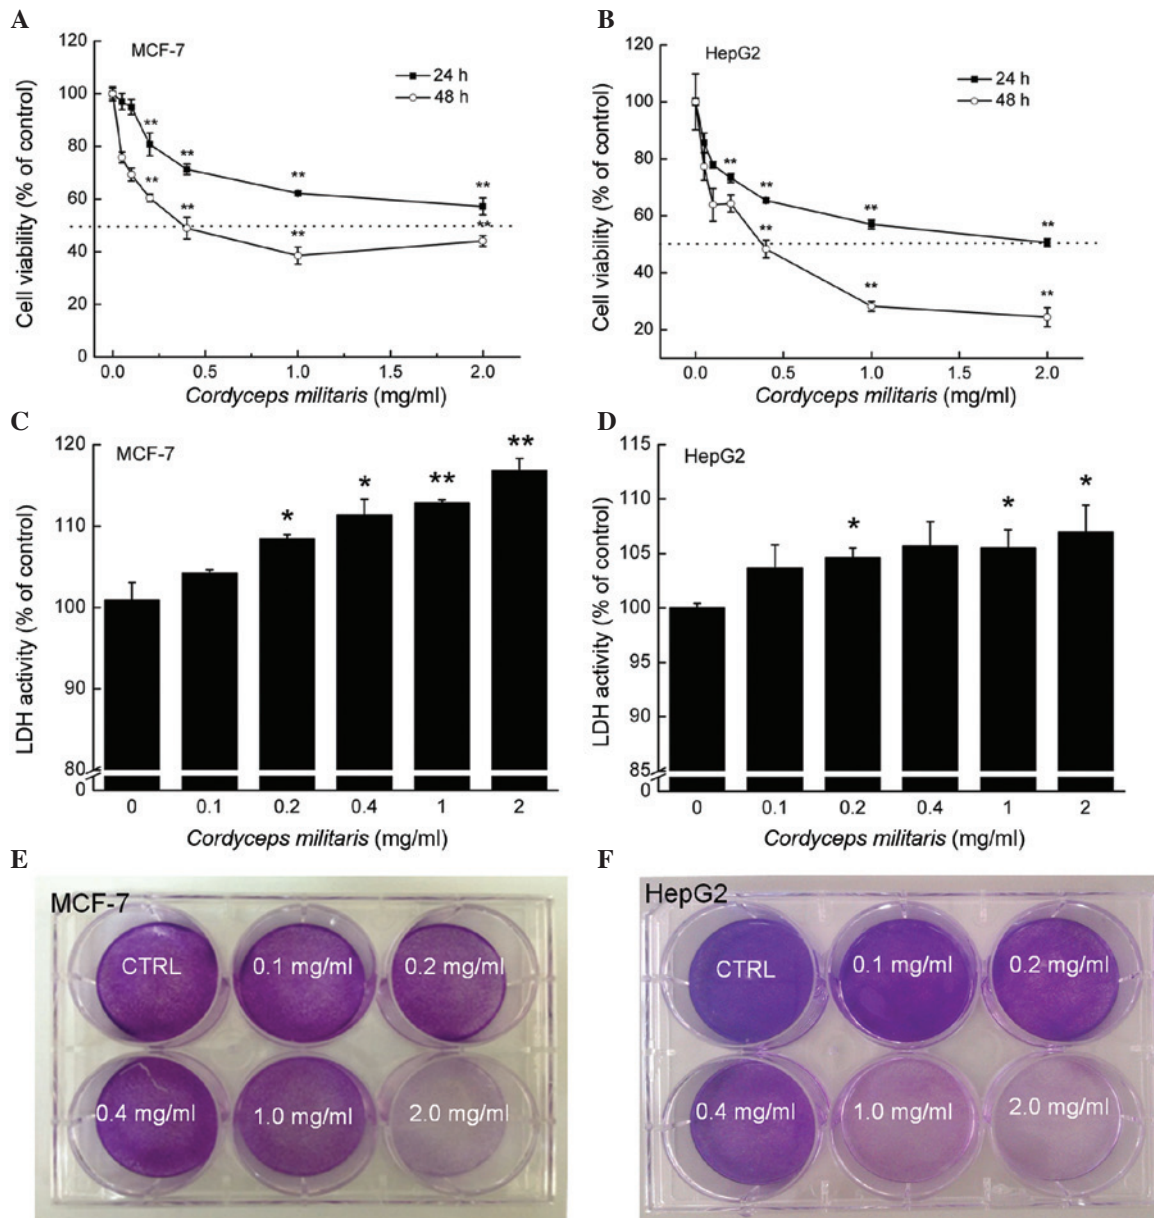 A
MCF-7
24 h
48 h
Cell viability (% of control)
120
100
80
60
40
20
0
** ** ** **
** ** ** **
0.0 0.5 1.0 1.5 2.0
Cordyceps militaris (mg/ml)
B
HepG2
24 h
48 h
Cell viability (% of control)
120
100
80
60
40
20
** ** ** **
** ** **
0.0 0.5 1.0 1.5 2.0
Cordyceps militaris (mg/ml)
C
MCF-7
LDH activity (% of control)
120
110
100
90
80
0
* * ** **
0 0.1 0.2 0.4 1 2
Cordyceps militaris (mg/ml)
D
HepG2
LDH activity (% of control)
115
110
105
100
95
90
85
0
* * *
0 0.1 0.2 0.4 1 2
Cordyceps militaris (mg/ml)
E
MCF-7
CTRL 0.1 mg/ml 0.2 mg/ml
0.4 mg/ml 1.0 mg/ml 2.0 mg/ml
F
HepG2
CTRL 0.1 mg/ml 0.2 mg/ml
0.4 mg/ml 1.0 mg/ml 2.0 mg/ml